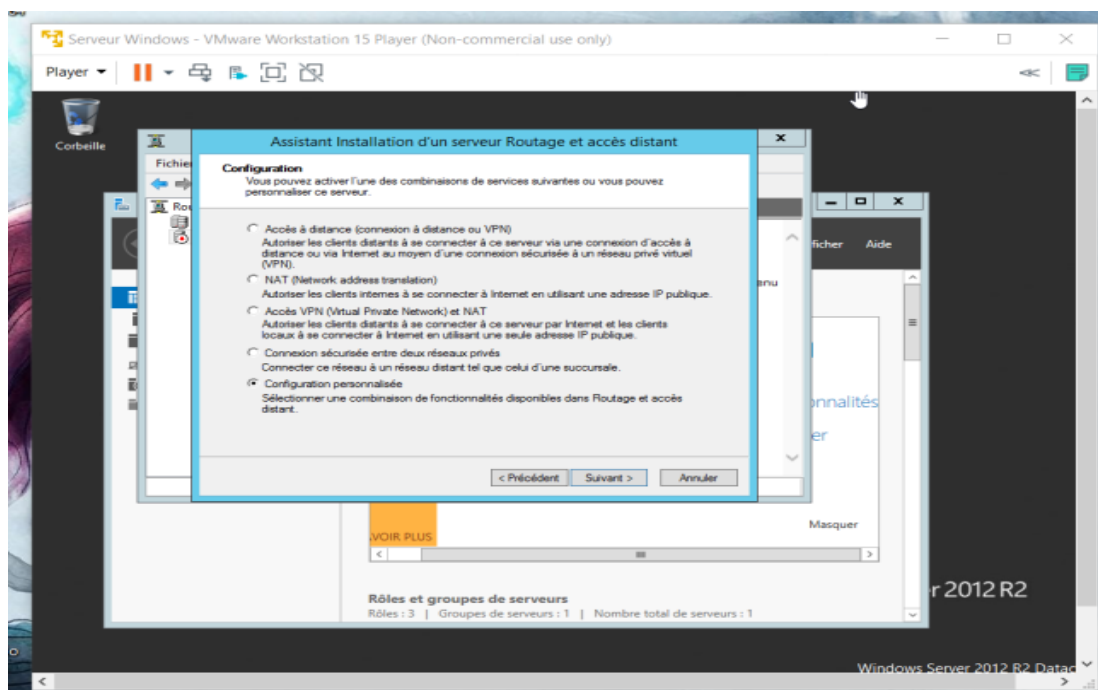 Serveur Windows - VMware Workstation 15 Player (Non-commercial use only)
Player
Corbeille
Assistant Installation d'un serveur Routage et accès distant
Fichie
Rou
Configuration
Vous pouvez activer l'une des combinaisons de services suivantes ou vous pouvez
personnaliser ce serveur.
Accès à distance (connexion à distance ou VPN)
Autoriser les clients distants à se connecter à ce serveur via une connexion d'accès à
distance ou via Internet au moyen d'une connexion sécurisée à un réseau privé virtuel
(VPN).
NAT (Network address translation)
Autoriser les clients internes à se connecter à Internet en utilisant une adresse IP publique.
Accès VPN (Virtual Private Network) et NAT
Autoriser les clients distants à se connecter à ce serveur par Internet et les clients
locaux à se connecter à Internet en utilisant une seule adresse IP publique.
Connexion sécurisée entre deux réseaux privés
Connecter ce réseau à un réseau distant tel que celui d'une succursale.
Configuration personnalisée
Sélectionner une combinaison de fonctionnalités disponibles dans Routage et accès
distant.
< Précédent Suivant > Annuler
ficher Aide
enu
onnalités
er
Masquer
AVOIR PLUS
Rôles et groupes de serveurs
Rôles : 3 | Groupes de serveurs : 1 | Nombre total de serveurs : 1
r 2012 R2
Windows Server 2012 R2 Datac